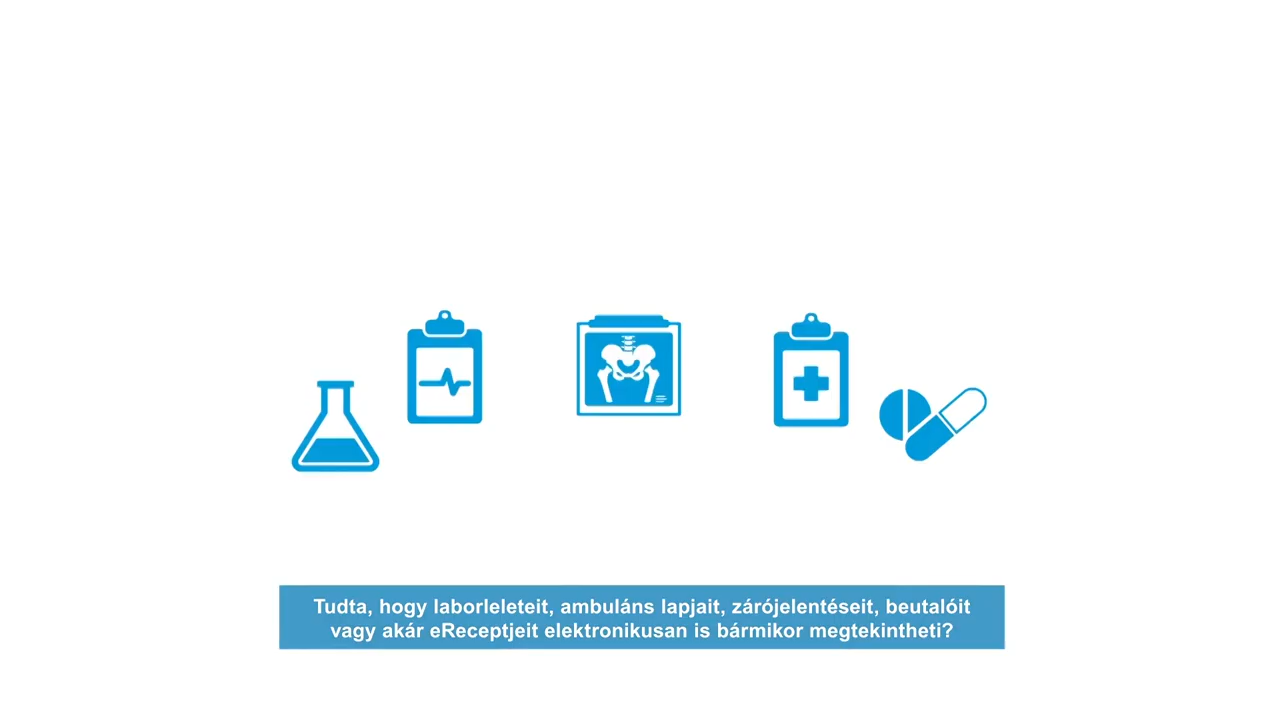 Tudta, hogy laborleleteit, ambuláns lapjait, zárójelentéseit, beutalóit
vagy akár eReceptjeit elektronikusan is bármikor megtekintheti?